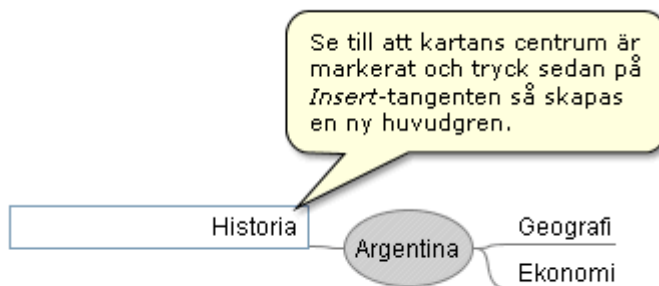 Se till att kartans centrum är
markerat och tryck sedan på
Insert-tangenten så skapas
en ny huvudgren.
Historia
Argentina
Geografi
Ekonomi